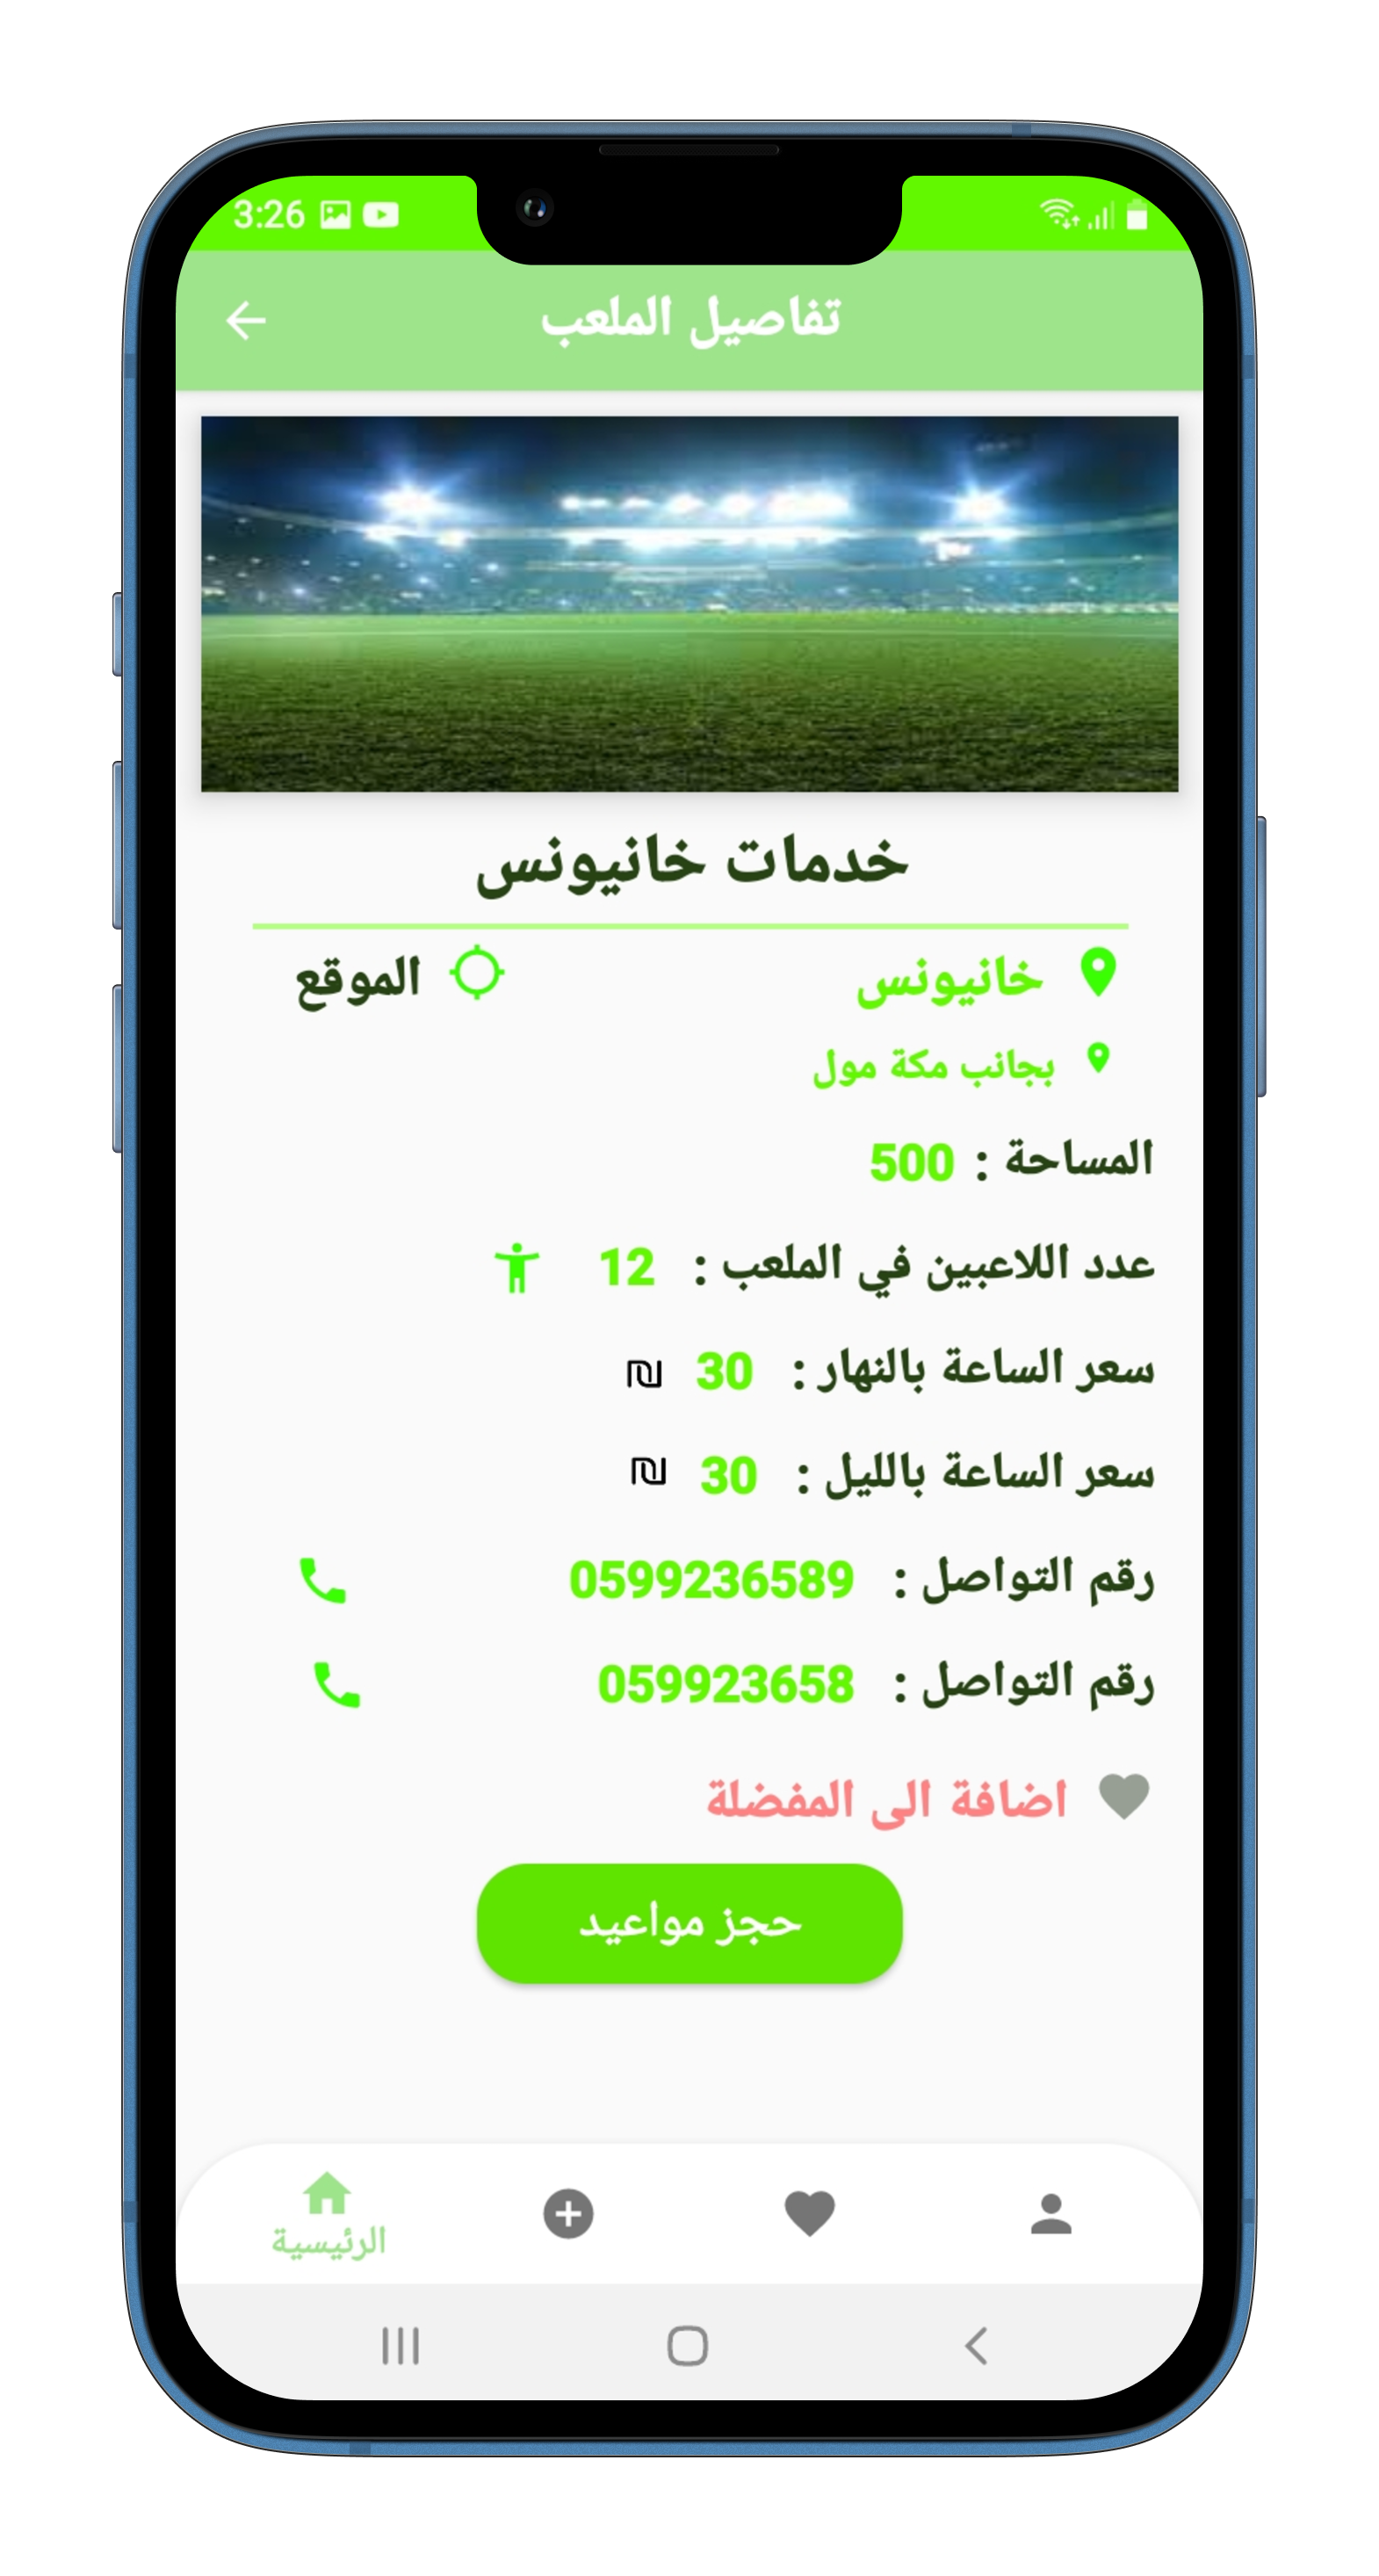 3:26
تفاصيل الملعب
خدمات خانيونس
خانيونس الموقع
بجانب مكة مول
المساحة : 500
عدد اللاعبين في الملعب : 12
سعر الساعة بالنهار : 30 ₪
سعر الساعة بالليل : 30 ₪
رقم التواصل : 0599236589
رقم التواصل : 059923658
اضافة الى المفضلة
حجز مواعيد
الرئيسية